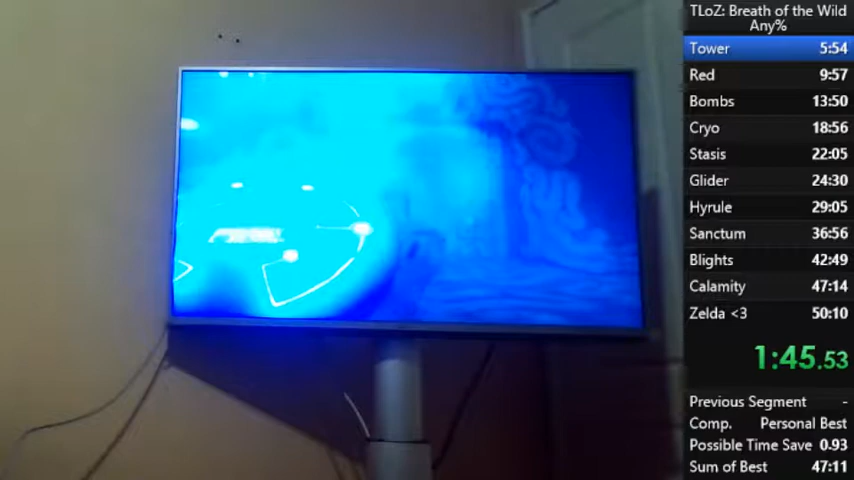 TLoZ: Breath of the Wild
Any%
Tower 5:54
Red 9:57
Bombs 13:50
Cryo 18:56
Stasis 22:05
Glider 24:30
Hyrule 29:05
Sanctum 36:56
Blights 42:49
Calamity 47:14
Zelda <3 50:10
1:45.53
Previous Segment -
Comp. Personal Best
Possible Time Save 0.93
Sum of Best 47:11